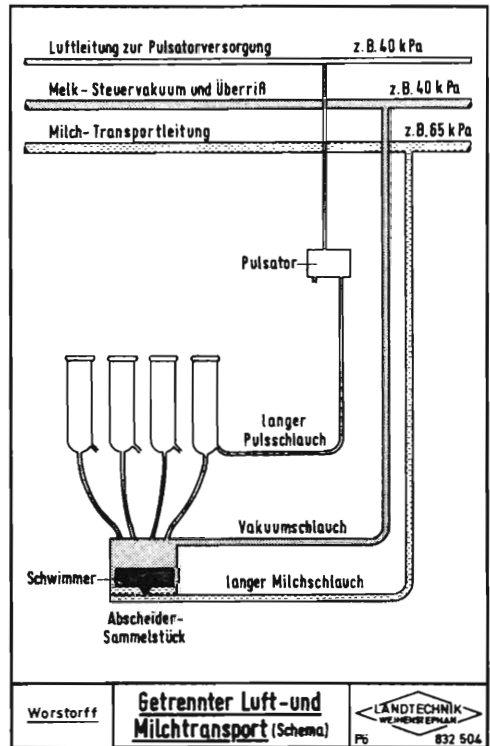 Luftleitung zur Pulsatorversorgung z.B. 40 kPa
Melk-Steuervakuum und Überriß z.B. 40 kPa
Milch-Transportleitung z.B. 65 kPa
Pulsator
langer
Pulsschlauch
Vakuumschlauch
Schwimmer
langer Milchschlauch
Abscheider-
Sammelstück
Worstorff
Getrennter Luft-und
Milchtransport (Schema)
LANDTECHNIK
WEIHENSTEPHAN
Pö 832 504